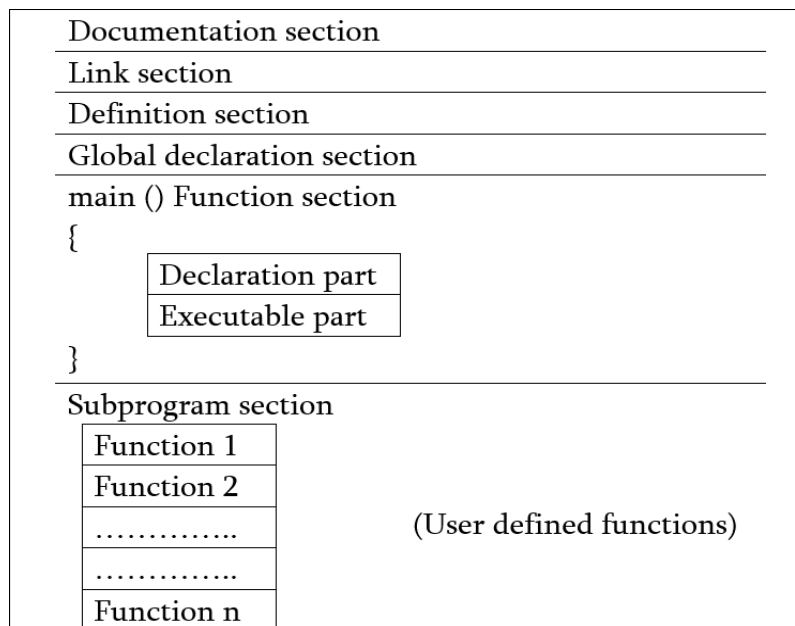 Documentation section
Link section
Definition section
Global declaration section
main () Function section
{
Declaration part
Executable part
}
Subprogram section
Function 1
Function 2
…………..
(User defined functions)
…………..
Function n